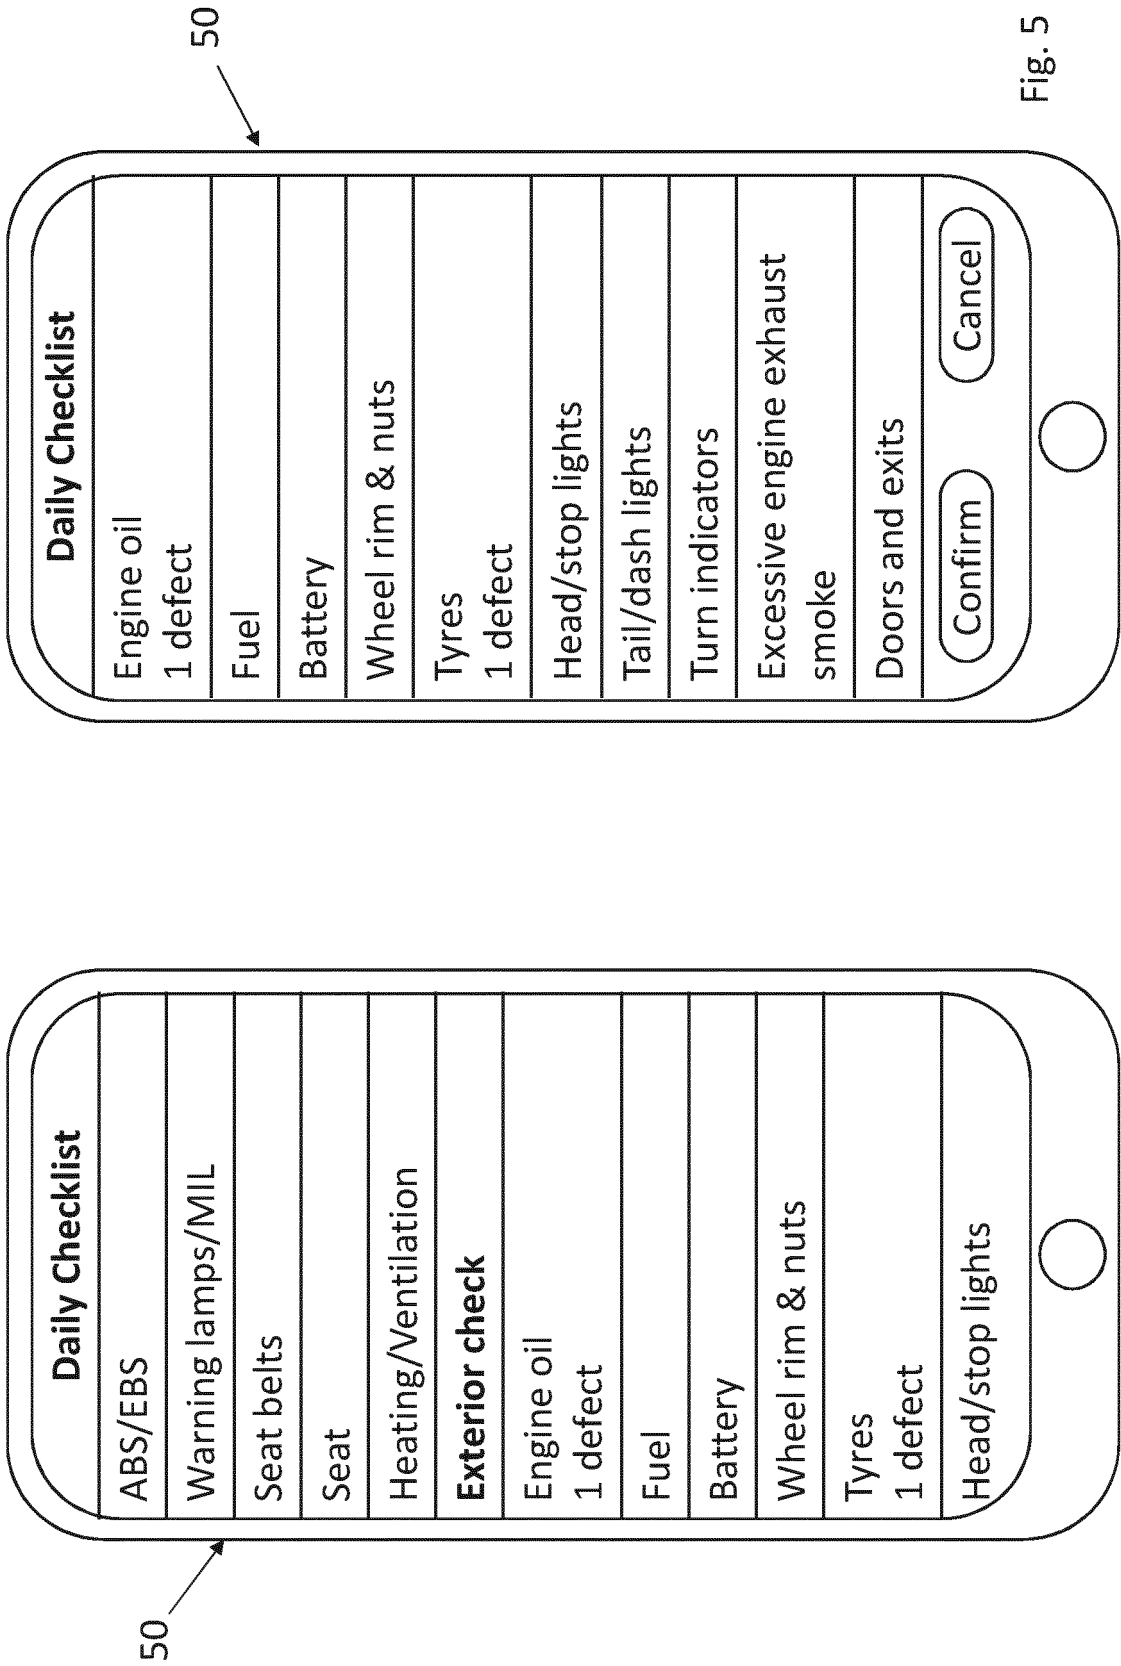 50
Daily Checklist
ABS/EBS
Warning lamps/MIL
Seat belts
Seat
Heating/Ventilation
Exterior check
Engine oil
1 defect
Fuel
Battery
Wheel rim & nuts
Tyres
1 defect
Head/stop lights
50
Daily Checklist
Engine oil
1 defect
Fuel
Battery
Wheel rim & nuts
Tyres
1 defect
Head/stop lights
Tail/dash lights
Turn indicators
Excessive engine exhaust
smoke
Doors and exits
Confirm
Cancel
Fig. 5